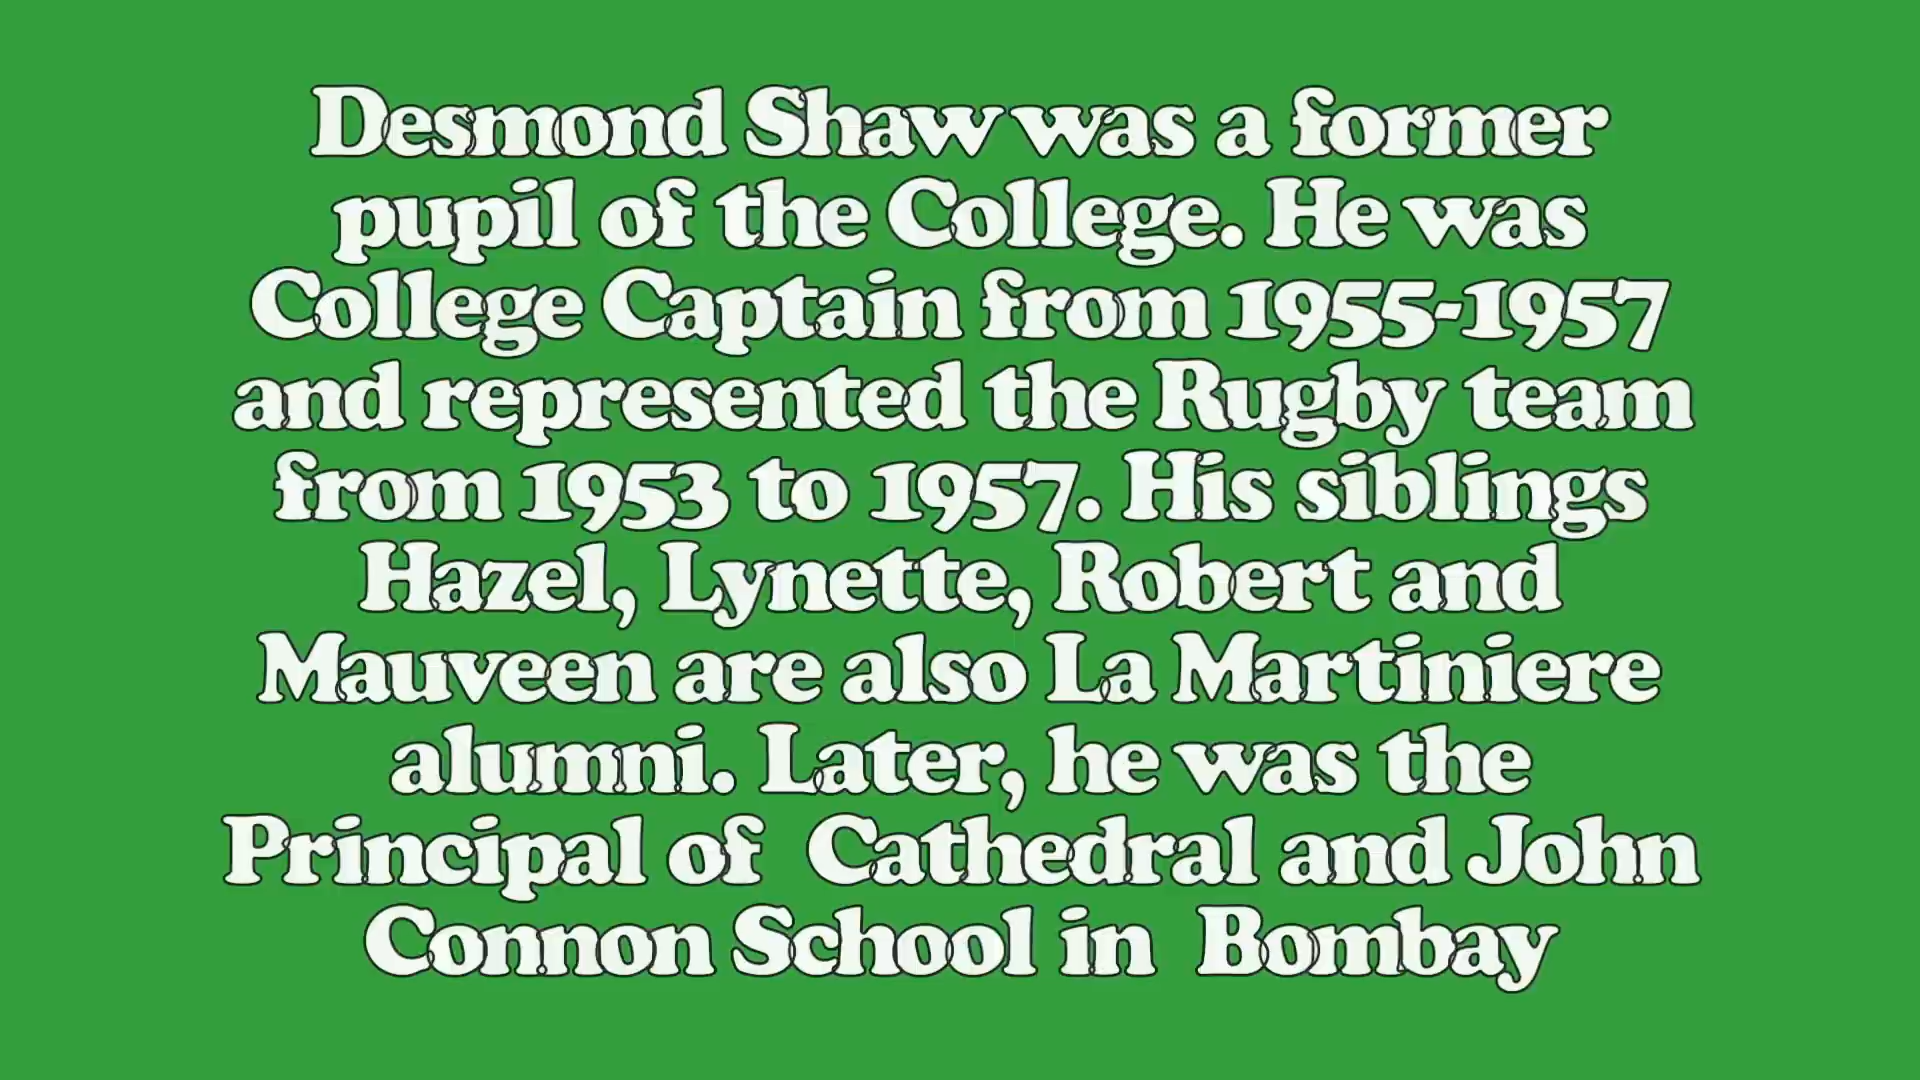 Desmond Shaw was a former
pupil of the College. He was
College Captain from 1955-1957
and represented the Rugby team
from 1953 to 1957. His siblings
Hazel, Lynette, Robert and
Mauveen are also La Martiniere
alumni. Later, he was the
Principal of Cathedral and John
Connon School in Bombay